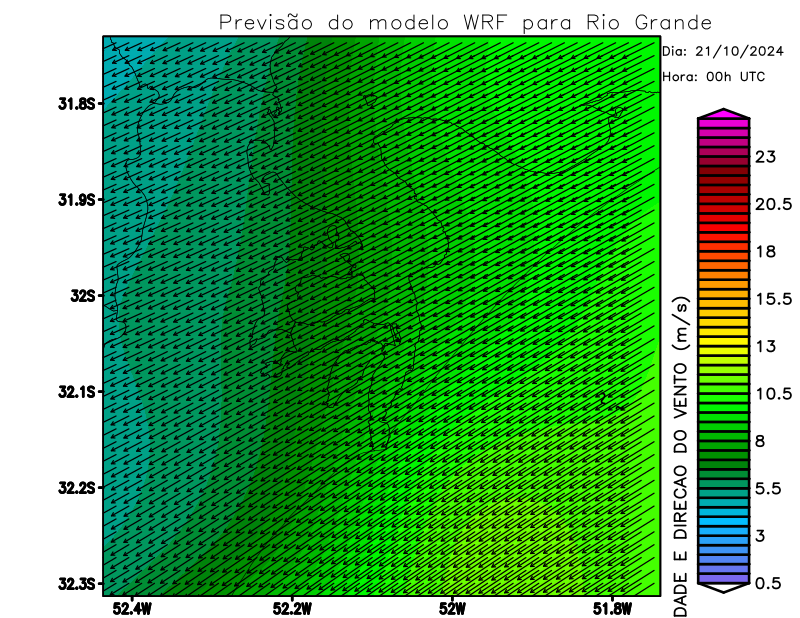 Previsão do modelo WRF para Rio Grande
Dia: 21/10/2024
Hora: 00h UTC
31.8S
31.9S
32S
32.1S
32.2S
32.3S
52.4W
52.2W
52W
51.8W
23
20.5
18
15.5
13
10.5
8
5.5
3
0.5
DADE E DIRECAO DO VENTO (m/s)